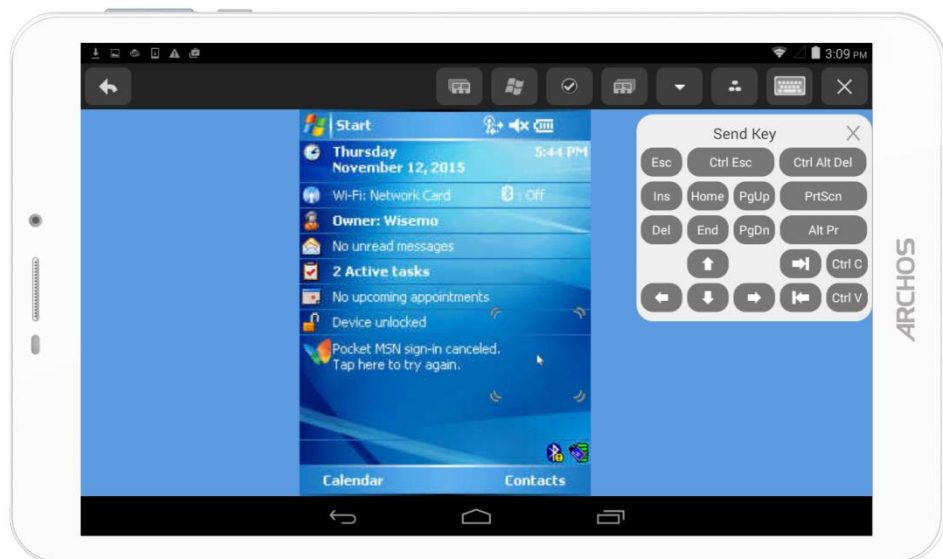 3:09 PM
Start
Thursday 5:44 PM
November 12, 2015
Wi-Fi: Network Card Off
Owner: Wisemo
No unread messages
2 Active tasks
No upcoming appointments
Device unlocked
Pocket MSN sign-in canceled.
Tap here to try again.
Calendar Contacts
Send Key X
Esc Ctrl Esc Ctrl Alt Del
Ins Home PgUp PrtScn
Del End PgDn Alt Pr
Ctrl C
Ctrl V
ARCHOS